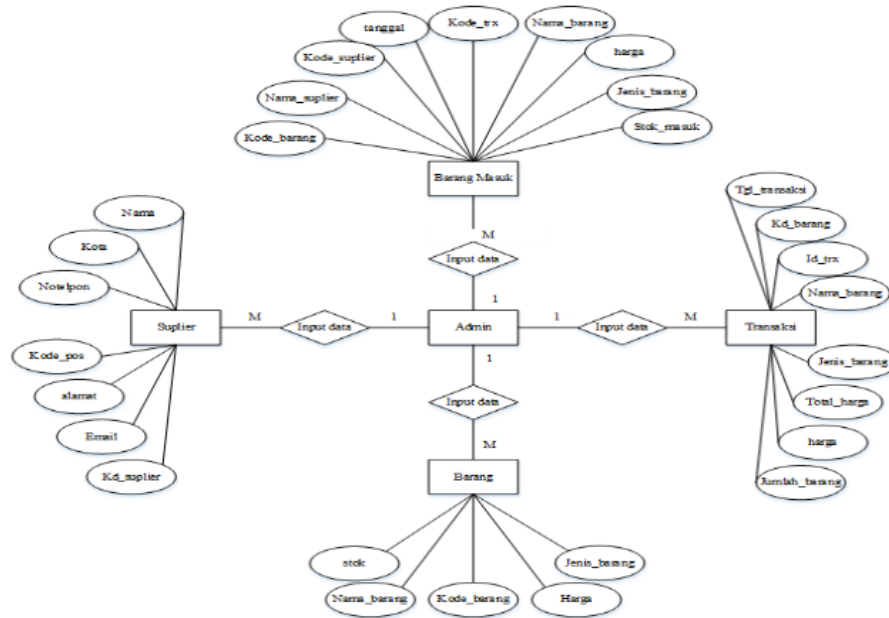 Kode_trx
tanggal
Nama_barang
Kode_suplier
harga
Nama_suplier
Jenis_barang
Kode_barang
Stok_masuk
Barang Masuk
Nama
Kota
Notelpon
Suplier
Kode_pos
alamat
Email
Kd_suplier
M
Input data
1
M
Input data
1
Admin
1
Input data
M
1
Input data
M
Tgl_transaksi
Kd_barang
Id_trx
Nama_barang
Transaksi
Jenis_barang
Total_harga
harga
Jumlah_barang
Barang
stok
Jenis_barang
Nama_barang
Kode_barang
Harga